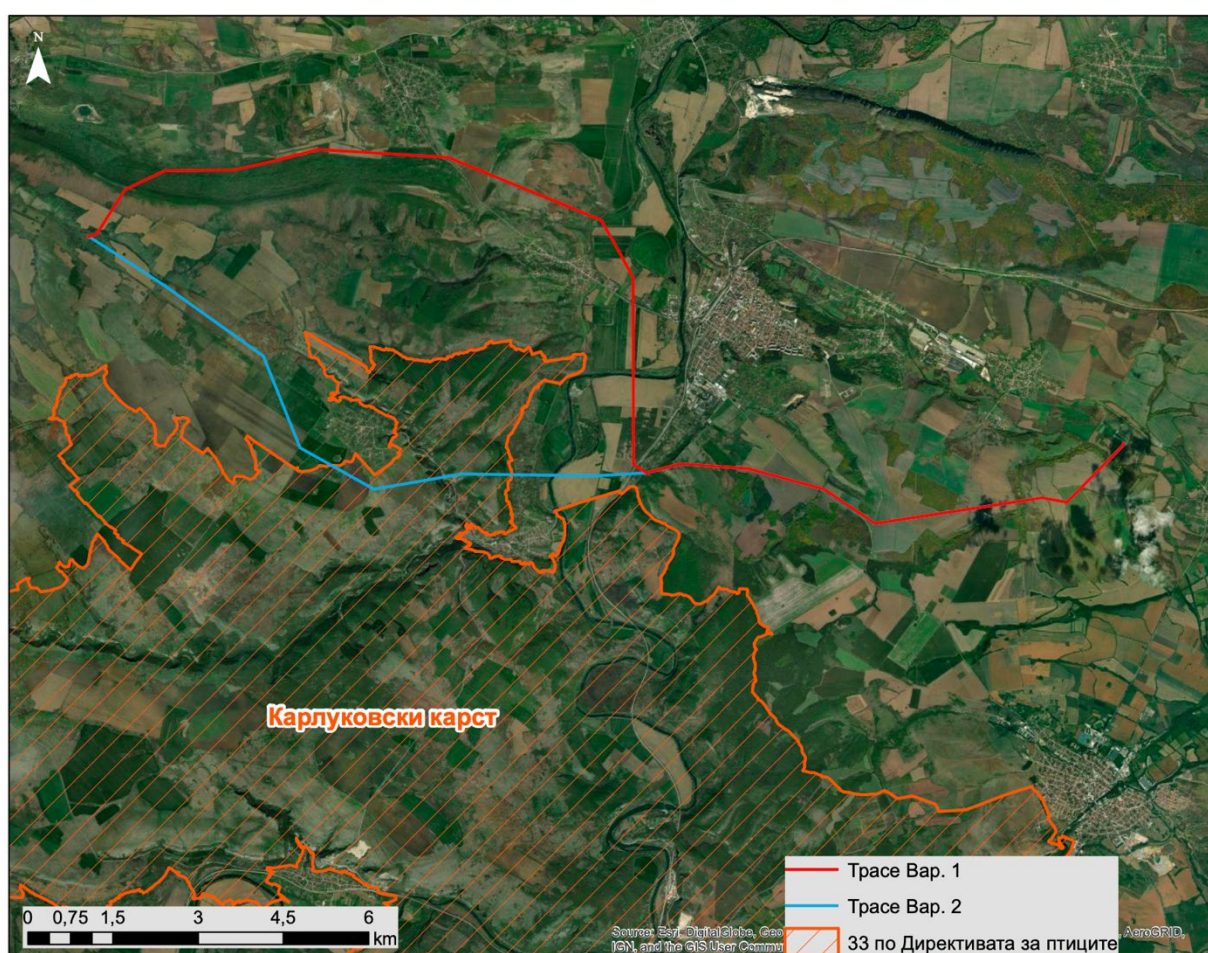 N
Карлуковски карст
Трасе Вар. 1
Трасе Вар. 2
33 по Директивата за птиците
0 0,75 1,5 3 4,5 6
km
Source: Esri, DigitalGlobe, Geo AeroGRID,
IGN, and the GIS User Commu